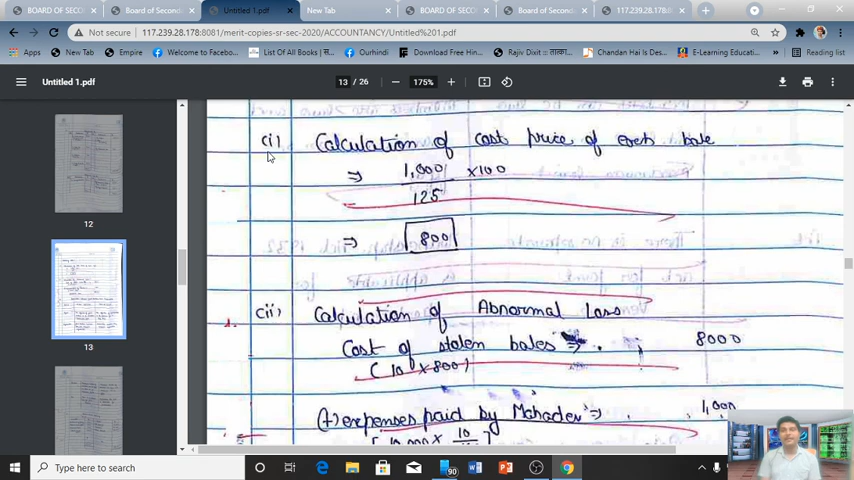 BOARD OF SECO
Board of Second
Untitled 1.pdf
New Tab
BOARD OF SECO
Board of Second
117.239.28.178:8
Not secure 117.239.28.178:8081/merit-copies-sr-sec-2020/ACCOUNTANCY/Untitled%201.pdf
New Tab Empire Welcome to Facebook... List Of All Books | St... Ourhindi Download Free Hin... Rajiv Dixit Chandan Hai Is Des... E-Learning Educati... Reading list
Untitled 1.pdf 13 / 26 175%
(i) Calculation of cost price of each bale
⇒ 1,000 ×100
125
⇒ 800
(ii) Calculation of Abnormal Loss
Cost of stolen bales ⇒ 8000
(10 × 800)
(+) expenses paid by Mahadev ⇒ 1,000
12
13
Type here to search
90